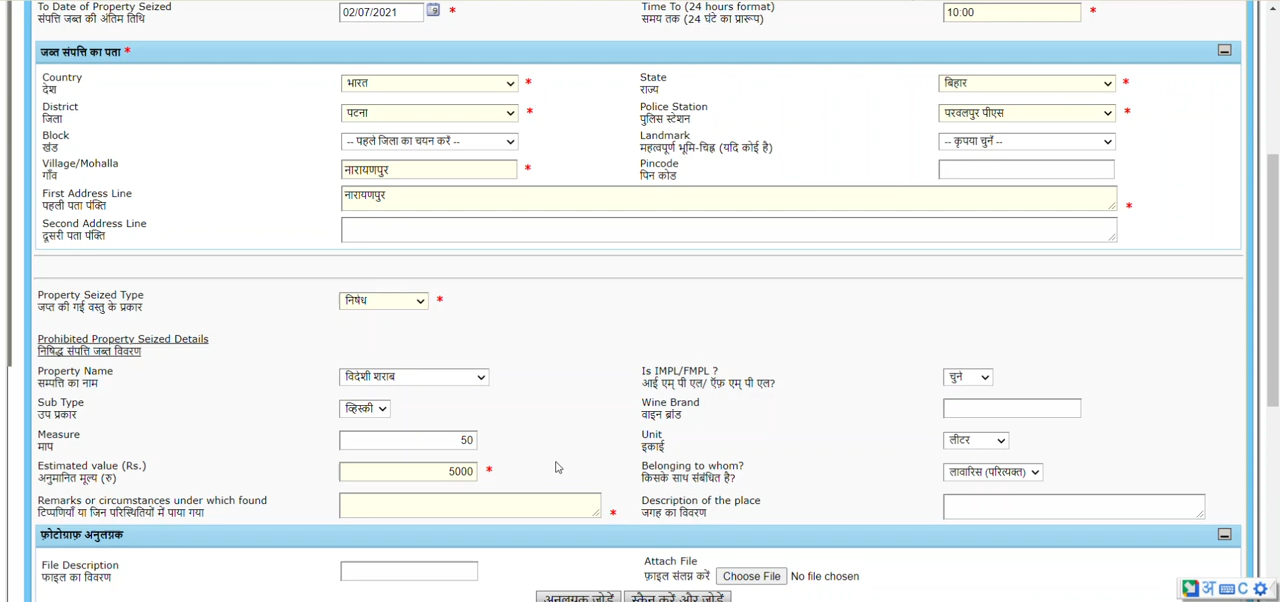 To Date of Property Seized 02/07/2021 * Time To (24 hours format) 10:00 *
संपत्ति जब्त की अंतिम तिथि समय तक (24 घंटे का प्रारूप)
जब्त संपत्ति का पता *
Country भारत * State बिहार *
देश राज्य
District पटना * Police Station परवलपुर पीएस *
जिला पुलिस स्टेशन
Block -- पहले जिला का चयन करें -- Landmark -- कृपया चुनें --
खंड महत्वपूर्ण भूमि-चिह्न (यदि कोई है)
Village/Mohalla नारायणपुर * Pincode
गाँव पिन कोड
First Address Line नारायणपुर *
पहली पता पंक्ति
Second Address Line
दूसरी पता पंक्ति
Property Seized Type निषेध *
जप्त की गई वस्तु के प्रकार
Prohibited Property Seized Details
निषिद्ध संपत्ति जब्त विवरण
Property Name विदेशी शराब Is IMPL/FMPL ? चुने
सम्पत्ति का नाम आई एम् पी एल/ ऍफ़ एम् पी एल?
Sub Type व्हिस्की Wine Brand
उप प्रकार वाइन ब्रांड
Measure 50 Unit लीटर
माप इकाई
Estimated value (Rs.) 5000 * Belonging to whom? लावारिस (परित्यक्त)
अनुमानित मूल्य (रु) किसके साथ संबंधित है?
Remarks or circumstances under which found * Description of the place
टिप्पणियाँ या जिन परिस्थितियों में पाया गया जगह का विवरण
फ़ोटोग्राफ़ अनुलग्नक
File Description Attach File
फाइल का विवरण फ़ाइल संलग्न करें Choose File No file chosen
अनुलग्नक जोड़ें स्कैन करें और जोड़ें
अ C